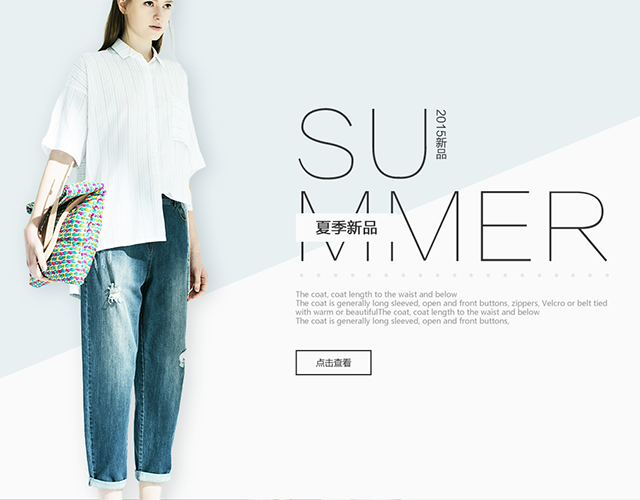 SU
2015新品
MMER
夏季新品
The coat, coat length to the waist and below
The coat is generally long sleeved, open and front buttons, zippers, Velcro or belt tied
with warm or beautifulThe coat, coat length to the waist and below
The coat is generally long sleeved, open and front buttons,
点击查看